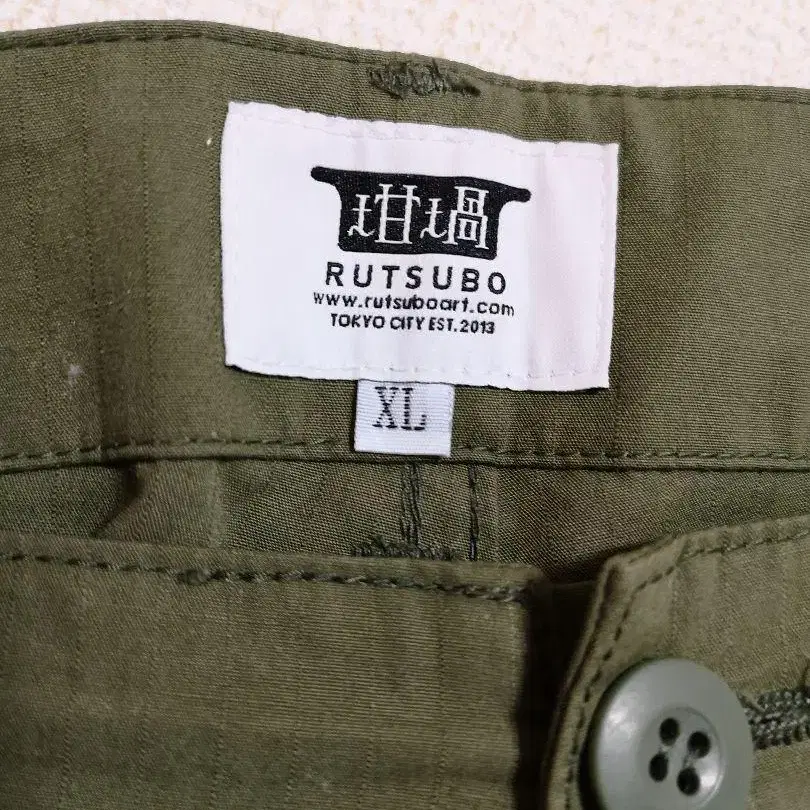 坩堝
RUTSUBO
www.rutsuboart.com
TOKYO CITY EST.2013
XL